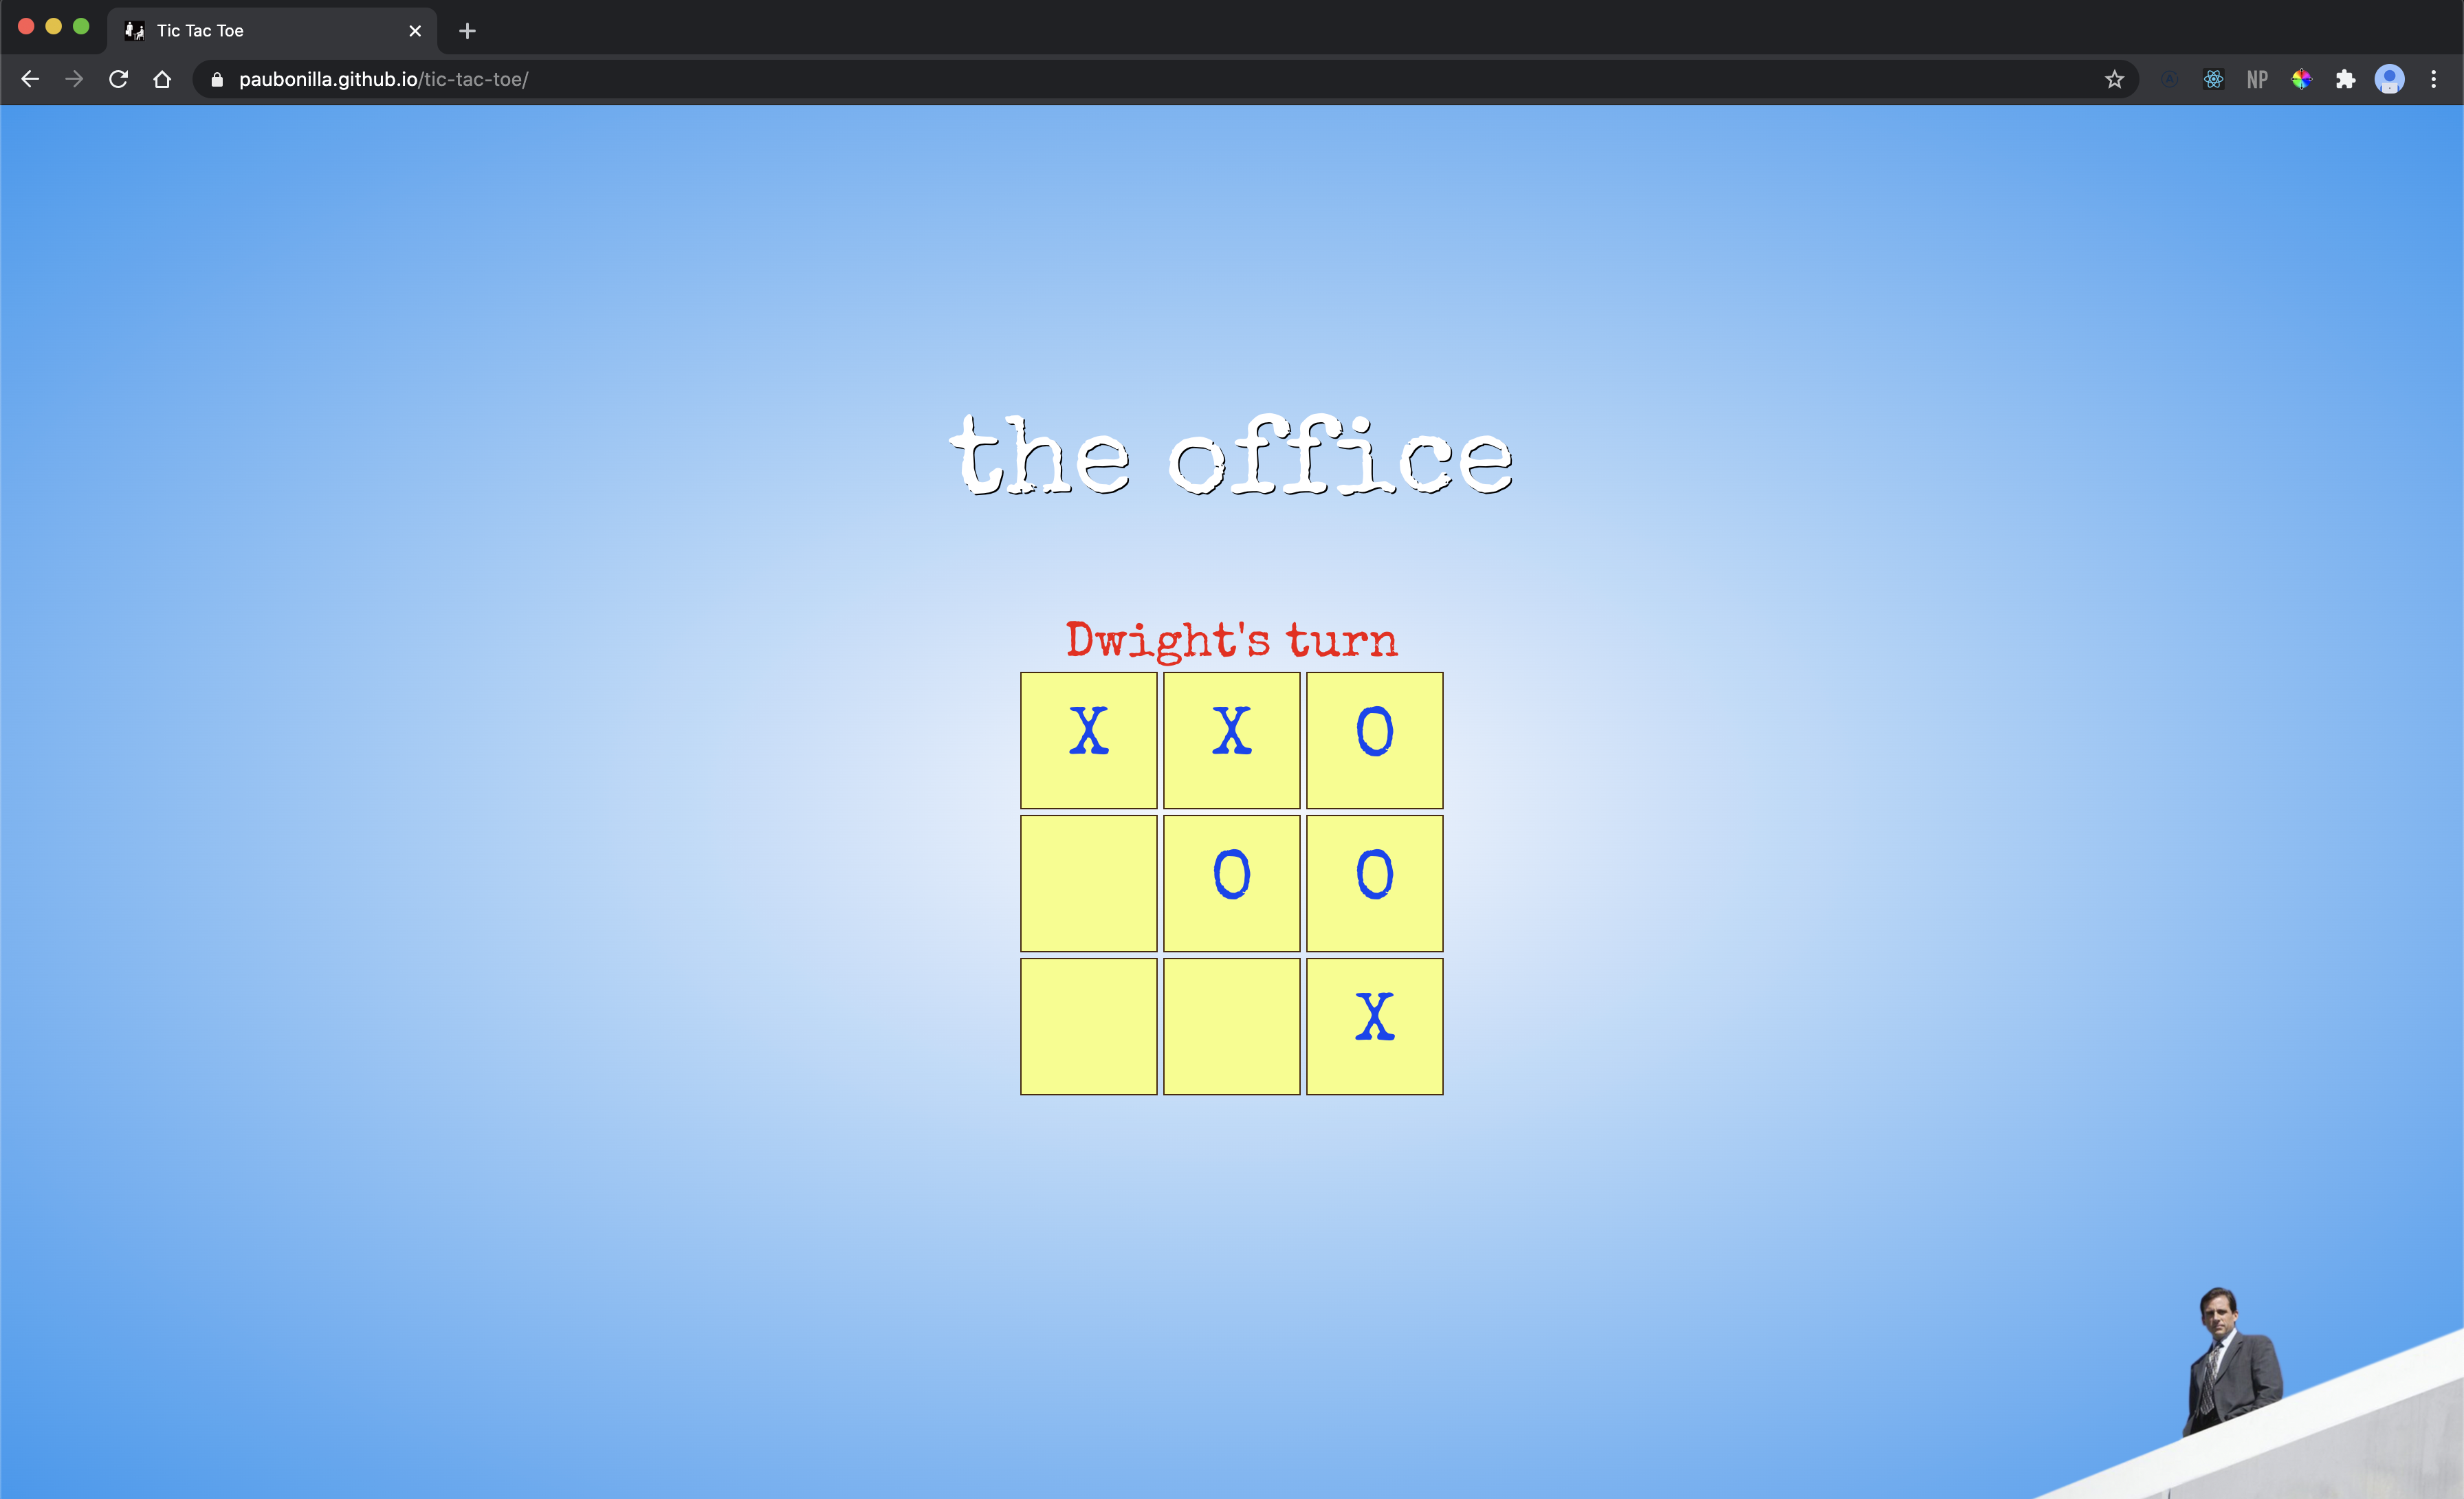 Tic Tac Toe
paubonilla.github.io/tic-tac-toe/
NP
the office
Dwight's turn
X X O
O O
X